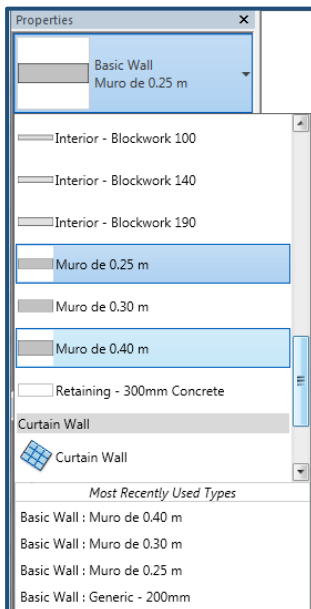 Properties
Basic Wall
Muro de 0.25 m
Interior - Blockwork 100
Interior - Blockwork 140
Interior - Blockwork 190
Muro de 0.25 m
Muro de 0.30 m
Muro de 0.40 m
Retaining - 300mm Concrete
Curtain Wall
Curtain Wall
Most Recently Used Types
Basic Wall : Muro de 0.40 m
Basic Wall : Muro de 0.30 m
Basic Wall : Muro de 0.25 m
Basic Wall : Generic - 200mm